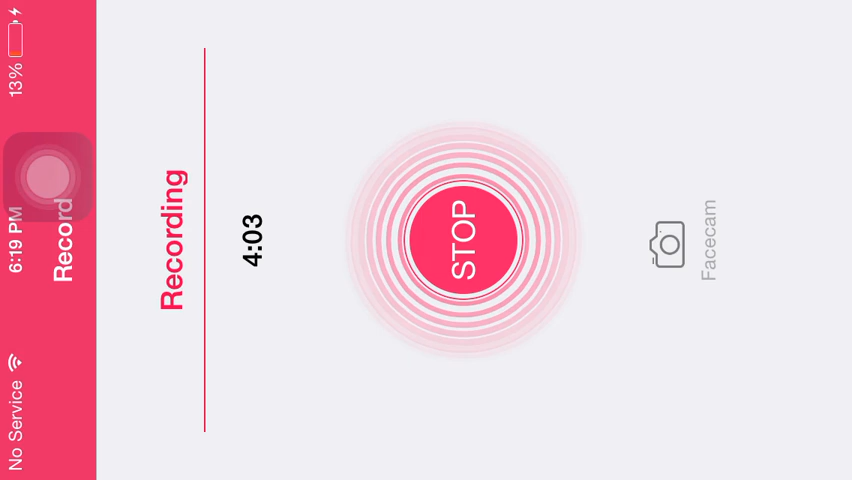 No Service 6:19 PM 13%
Record
Recording
4:03
STOP
Facecam